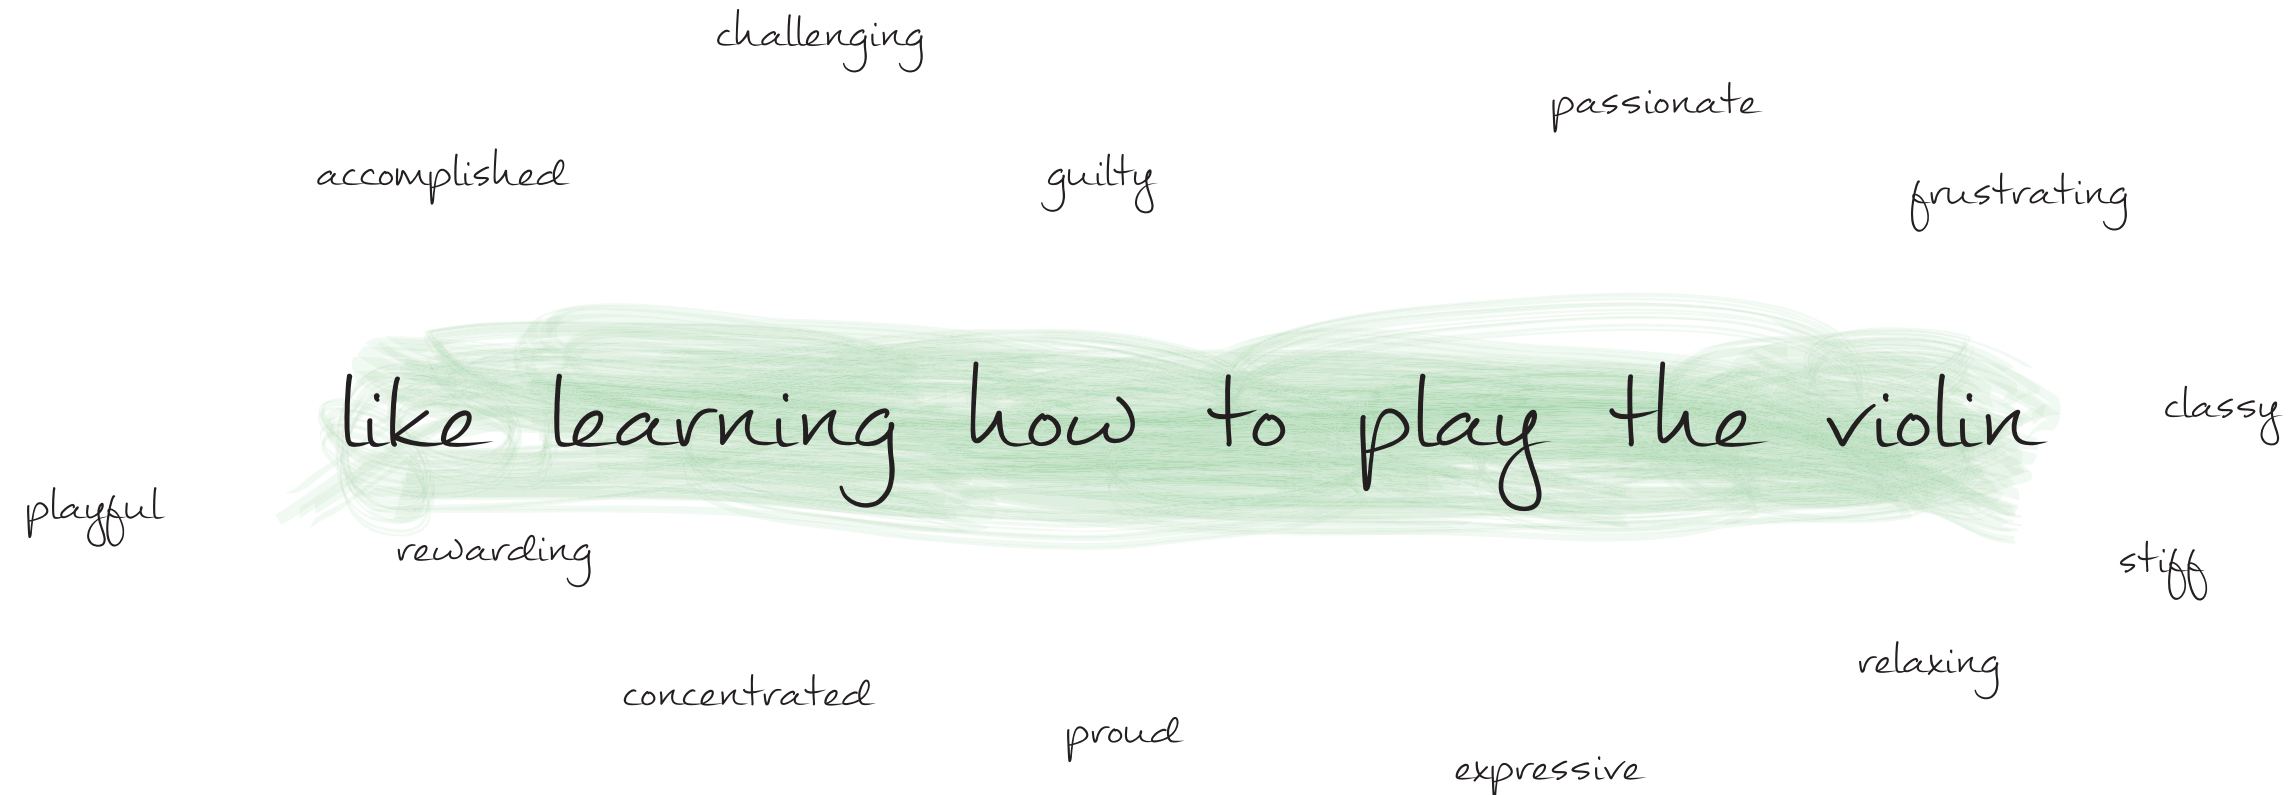 challenging
passionate
accomplished
guilty
frustrating
like learning how to play the violin
classy
playful
rewarding
stiff
relaxing
concentrated
proud
expressive